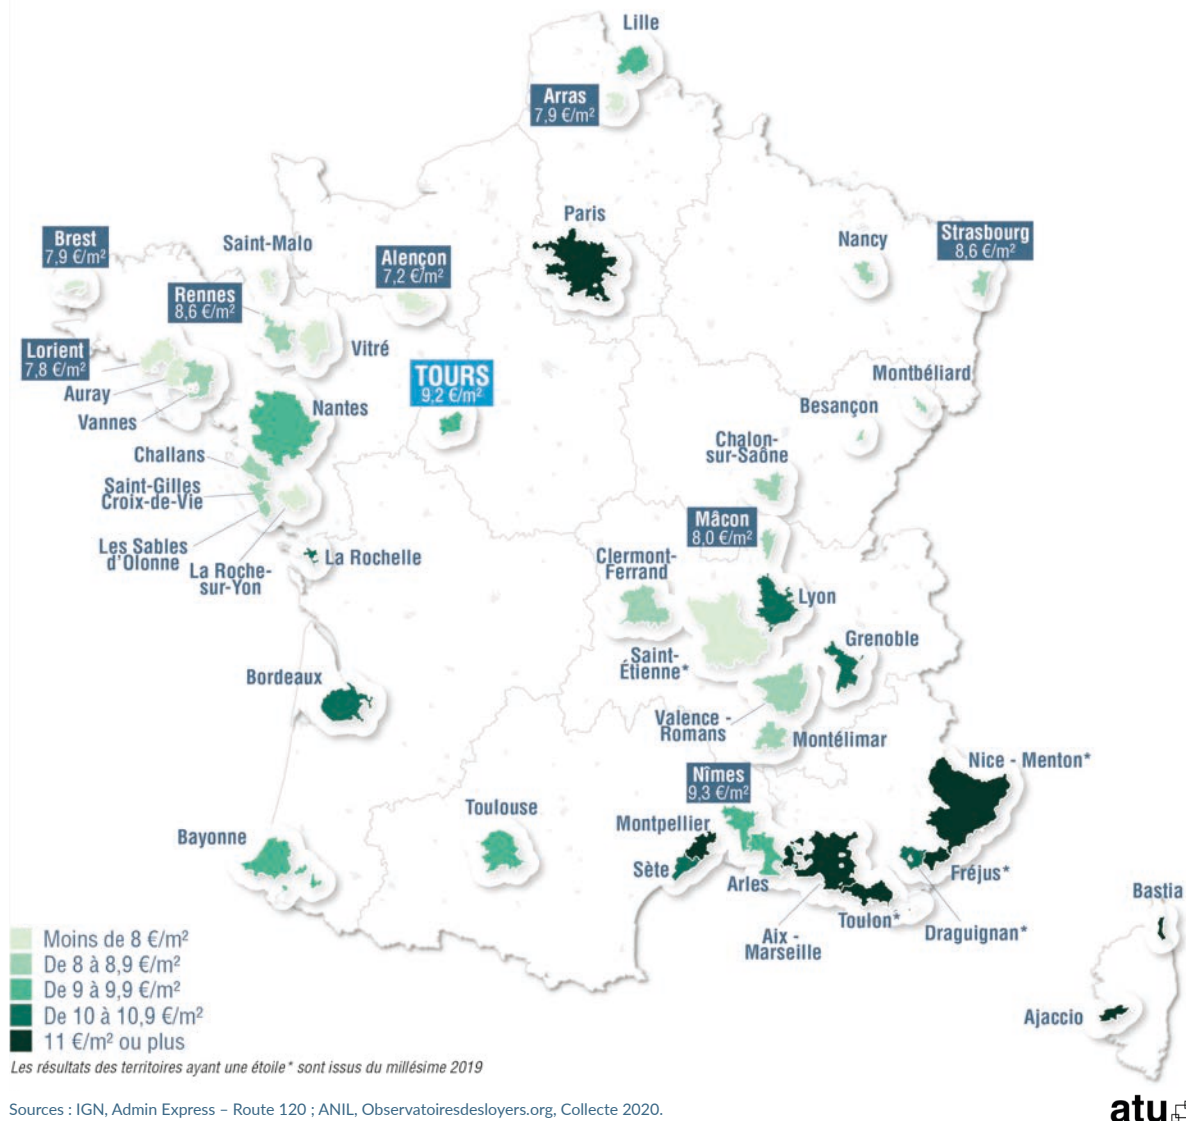 Lille
Arras
7,9 €/m²
Paris
Brest
7,9 €/m²
Saint-Malo
Alençon
7,2 €/m²
Nancy
Strasbourg
8,6 €/m²
Rennes
8,6 €/m²
Vitré
Lorient
7,8 €/m²
Auray
Vannes
TOURS
9,2 €/m²
Nantes
Montbéliard
Besançon
Challans
Chalon-
sur-Saône
Saint-Gilles
Croix-de-Vie
Mâcon
8,0 €/m²
Les Sables
d'Olonne
La Roche-
sur-Yon
La Rochelle
Clermont-
Ferrand
Lyon
Grenoble
Saint-
Étienne*
Bordeaux
Valence -
Romans
Montélimar
Nice - Menton*
Nîmes
9,3 €/m²
Toulouse
Montpellier
Bayonne
Sète
Arles
Fréjus*
Toulon*
Draguignan*
Aix -
Marseille
Bastia
Ajaccio
Moins de 8 €/m²
De 8 à 8,9 €/m²
De 9 à 9,9 €/m²
De 10 à 10,9 €/m²
11 €/m² ou plus
Les résultats des territoires ayant une étoile* sont issus du millésime 2019
Sources : IGN, Admin Express – Route 120 ; ANIL, Observatoiresdesloyers.org, Collecte 2020.
atu